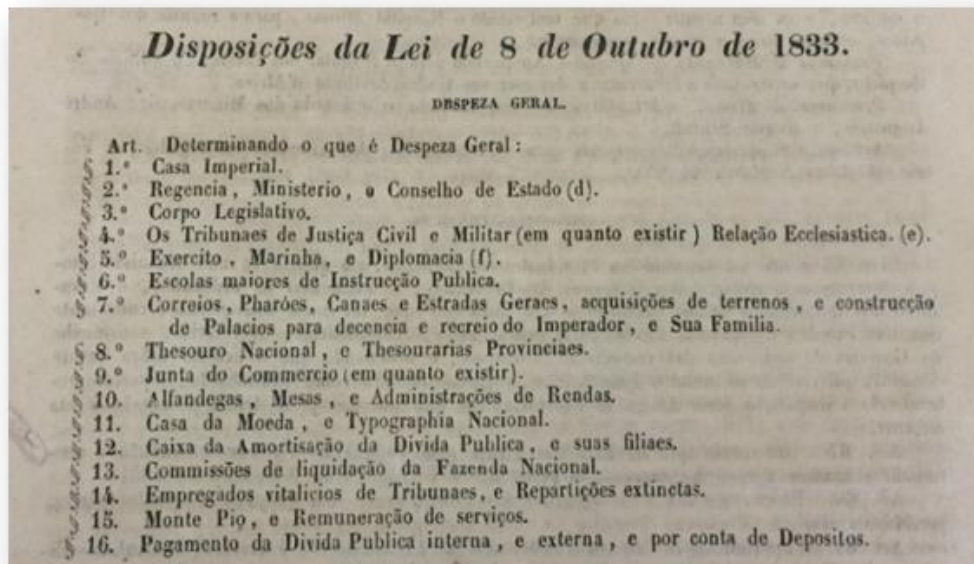 Disposições da Lei de 8 de Outubro de 1833.
DESPEZA GERAL.
Art. Determinando o que é Despeza Geral:
1.º Casa Imperial.
2.º Regencia, Ministerio, e Conselho de Estado (d).
3.º Corpo Legislativo.
4.º Os Tribunaes de Justiça Civil e Militar (em quanto existir) Relação Ecclesiastica. (e).
5.º Exercito, Marinha, e Diplomacia (f).
6.º Escolas maiores de Instrucção Publica.
7.º Correios, Pharóes, Canaes e Estradas Geraes, acquisições de terrenos, e construcção
de Palacios para decencia e recreio do Imperador, e Sua Familia.
8.º Thesouro Nacional, e Thesourarias Provinciaes.
9.º Junta do Commercio (em quanto existir).
10. Alfandegas, Mesas, e Administrações de Rendas.
11. Casa da Moeda, e Typographia Nacional.
12. Caixa da Amortisação da Divida Publica, e suas filiaes.
13. Commissões de liquidação da Fazenda Nacional.
14. Empregados vitalicios de Tribunaes, e Repartições extinctas.
15. Monte Pio, e Remuneração de serviços.
16. Pagamento da Divida Publica interna, e externa, e por conta de Depositos.